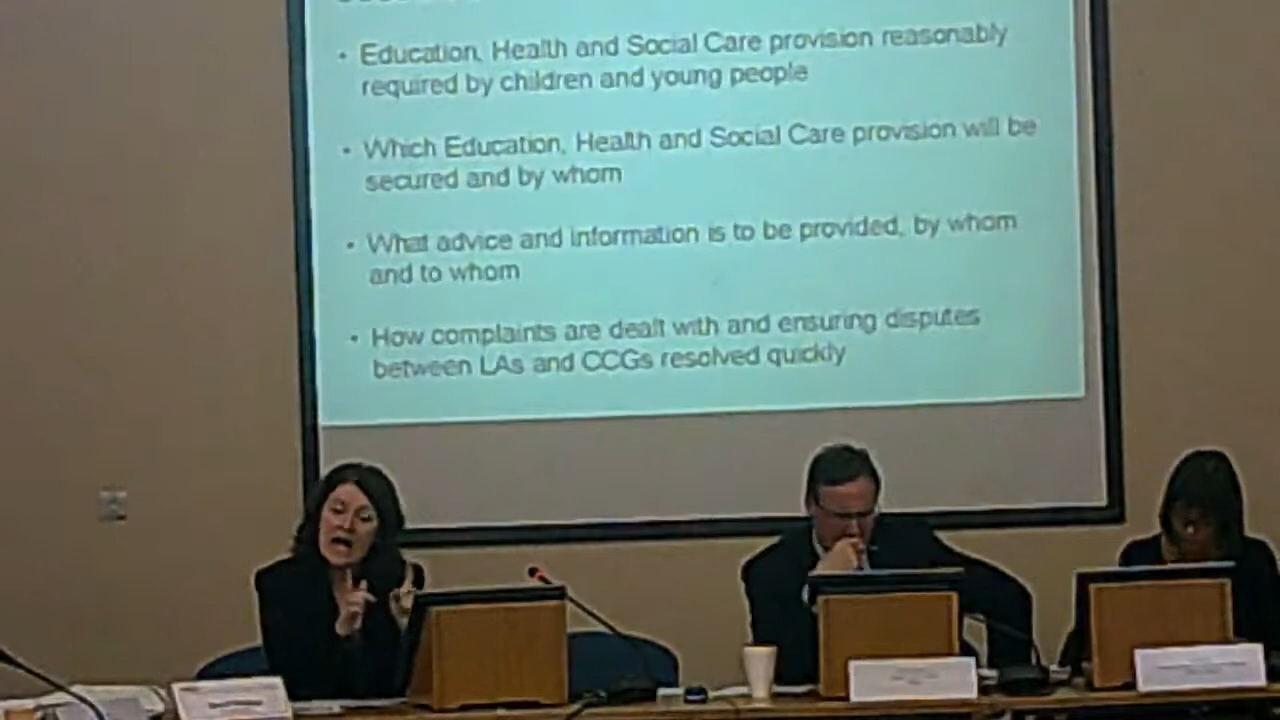 • Education, Health and Social Care provision reasonably
required by children and young people
• Which Education, Health and Social Care provision will be
secured and by whom
• What advice and information is to be provided, by whom
and to whom
• How complaints are dealt with and ensuring disputes
between LAs and CCGs resolved quickly